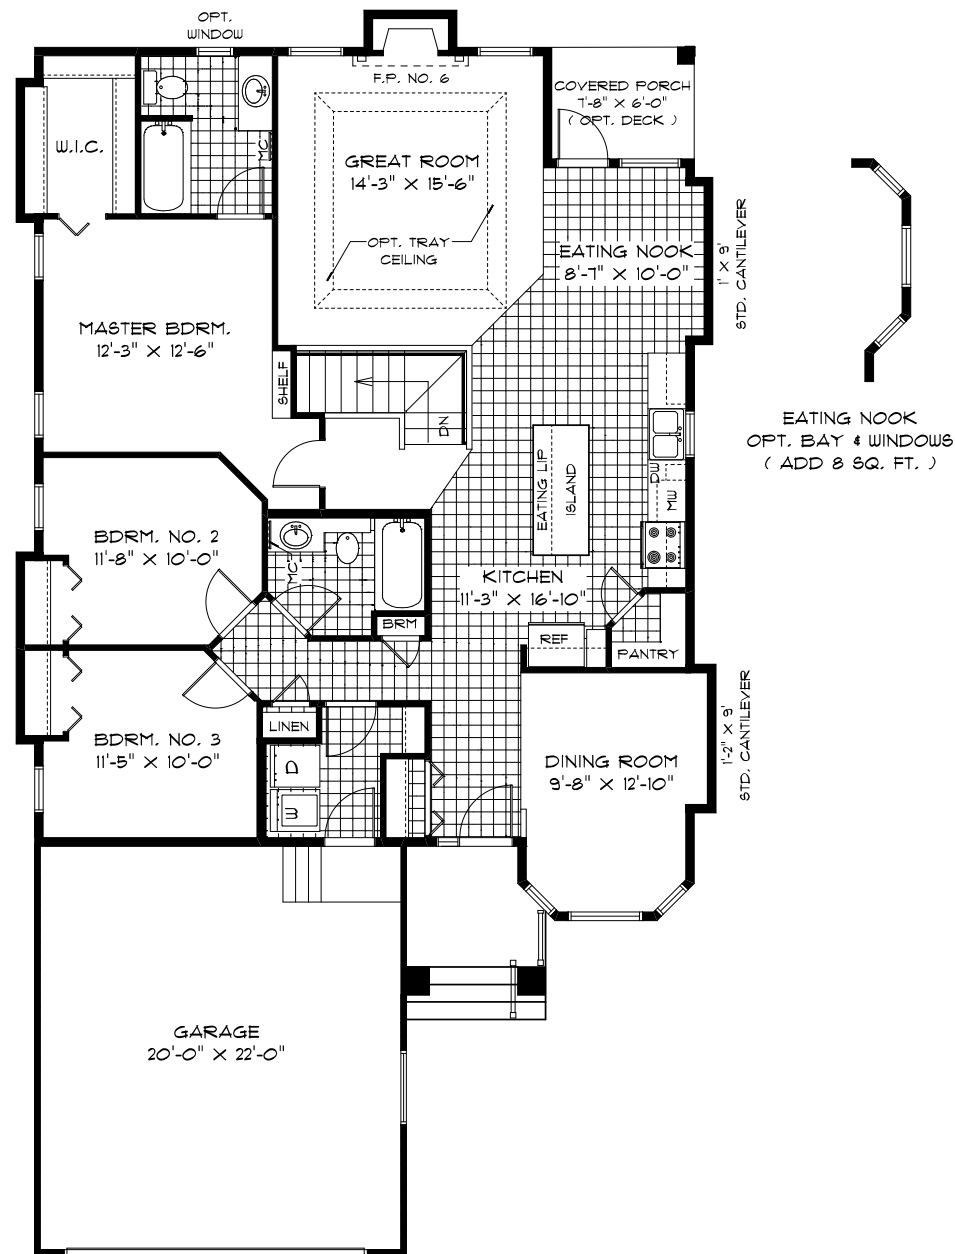 OPT.
WINDOW
F.P. NO. 6
COVERED PORCH
7'-8" X 6'-0"
( OPT. DECK )
W.I.C.
MC
GREAT ROOM
14'-3" X 15'-6"
OPT. TRAY
CEILING
EATING NOOK
8'-7" X 10'-0"
1' X 9'
STD. CANTILEVER
MASTER BDRM.
12'-3" X 12'-6"
SHELF
DN
EATING NOOK
OPT. BAY & WINDOWS
( ADD 8 SQ. FT. )
EATING LIP
ISLAND
DW
MW
BDRM. NO. 2
11'-8" X 10'-0"
MC
KITCHEN
11'-3" X 16'-10"
BRM
REF
PANTRY
LINEN
BDRM. NO. 3
11'-5" X 10'-0"
D
W
DINING ROOM
9'-8" X 12'-10"
1'-2" X 9'
STD. CANTILEVER
GARAGE
20'-0" X 22'-0"